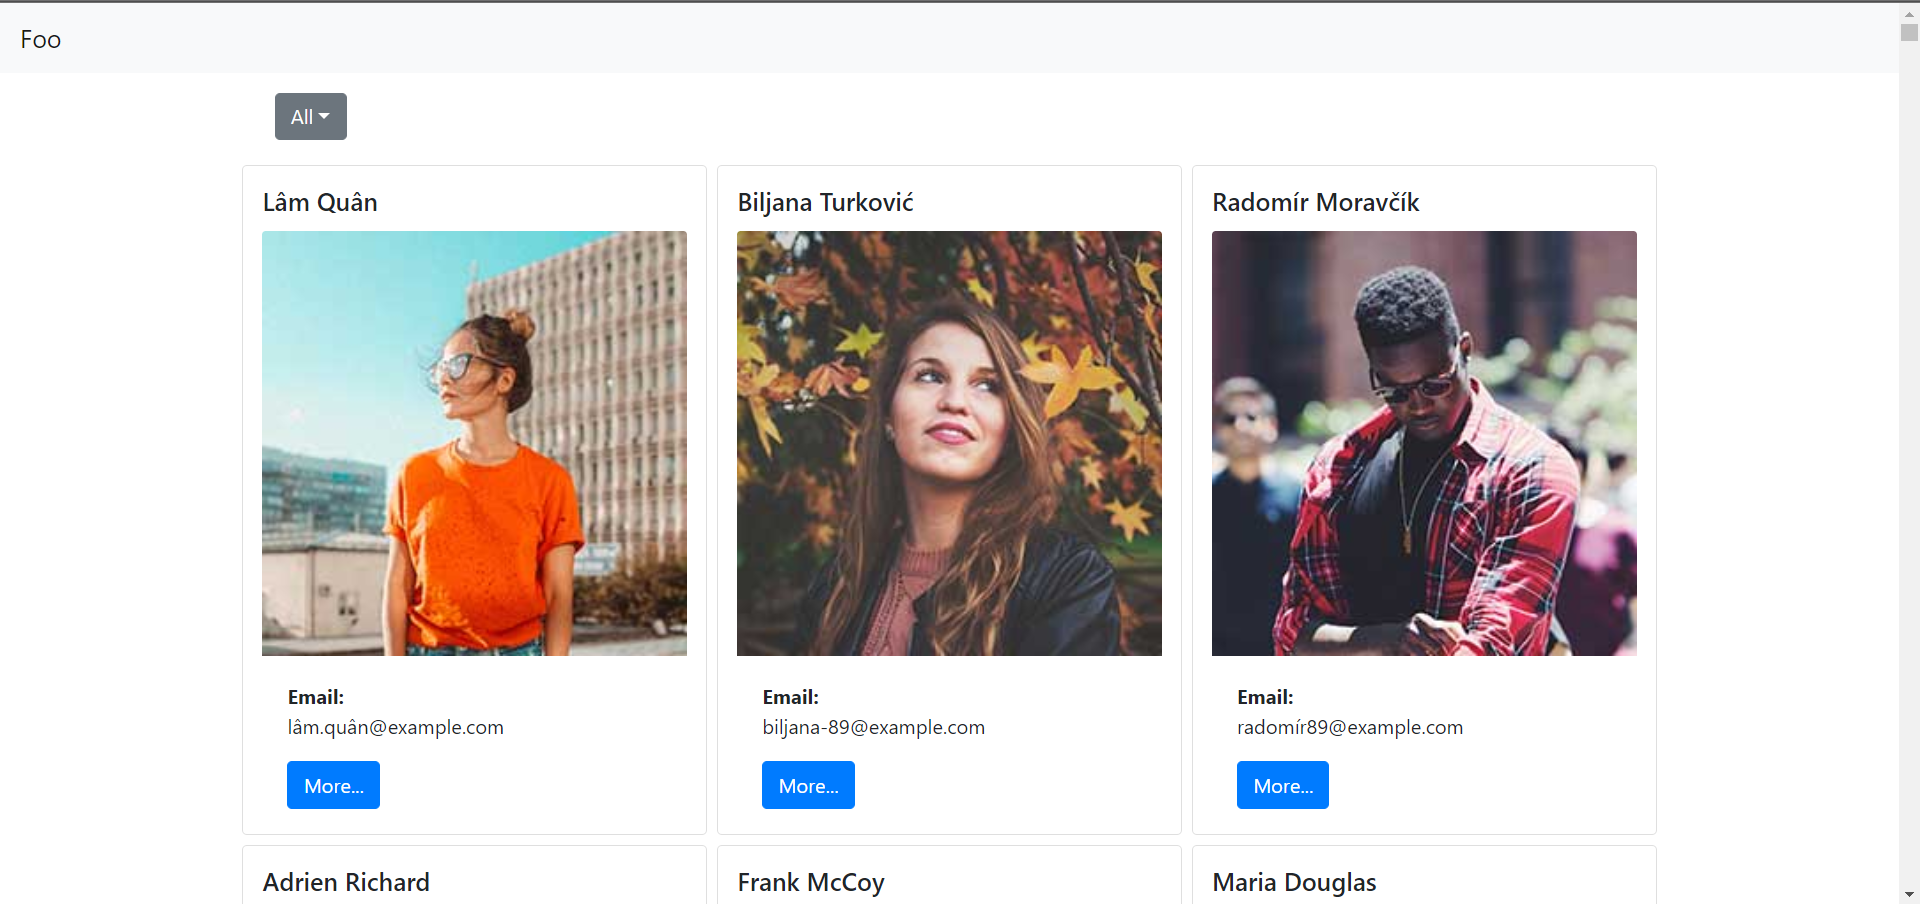 Foo
All
Lâm Quân
Biljana Turković
Radomír Moravčík
Email:
lâm.quân@example.com
Email:
biljana-89@example.com
Email:
radomír89@example.com
More...
More...
More...
Adrien Richard
Frank McCoy
Maria Douglas